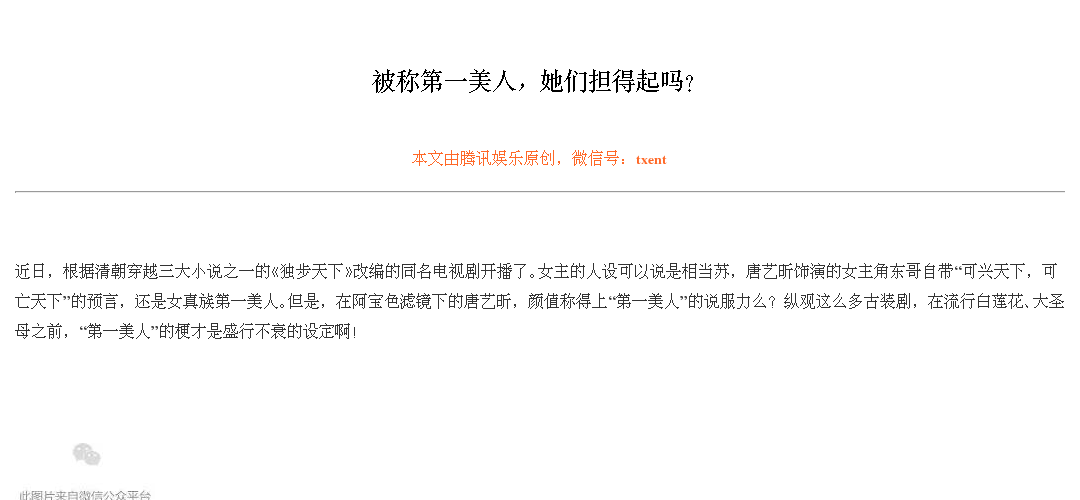 被称第一美人，她们担得起吗？
本文由腾讯娱乐原创，微信号：txent
近日，根据清朝穿越三大小说之一的《独步天下》改编的同名电视剧开播了。女主的人设可以说是相当苏，唐艺昕饰演的女主角东哥自带“可兴天下，可
亡天下”的预言，还是女真族第一美人。但是，在阿宝色滤镜下的唐艺昕，颜值称得上“第一美人”的说服力么？纵观这么多古装剧，在流行白莲花、大圣
母之前，“第一美人”的梗才是盛行不衰的设定啊！
此图片来自微信公众平台